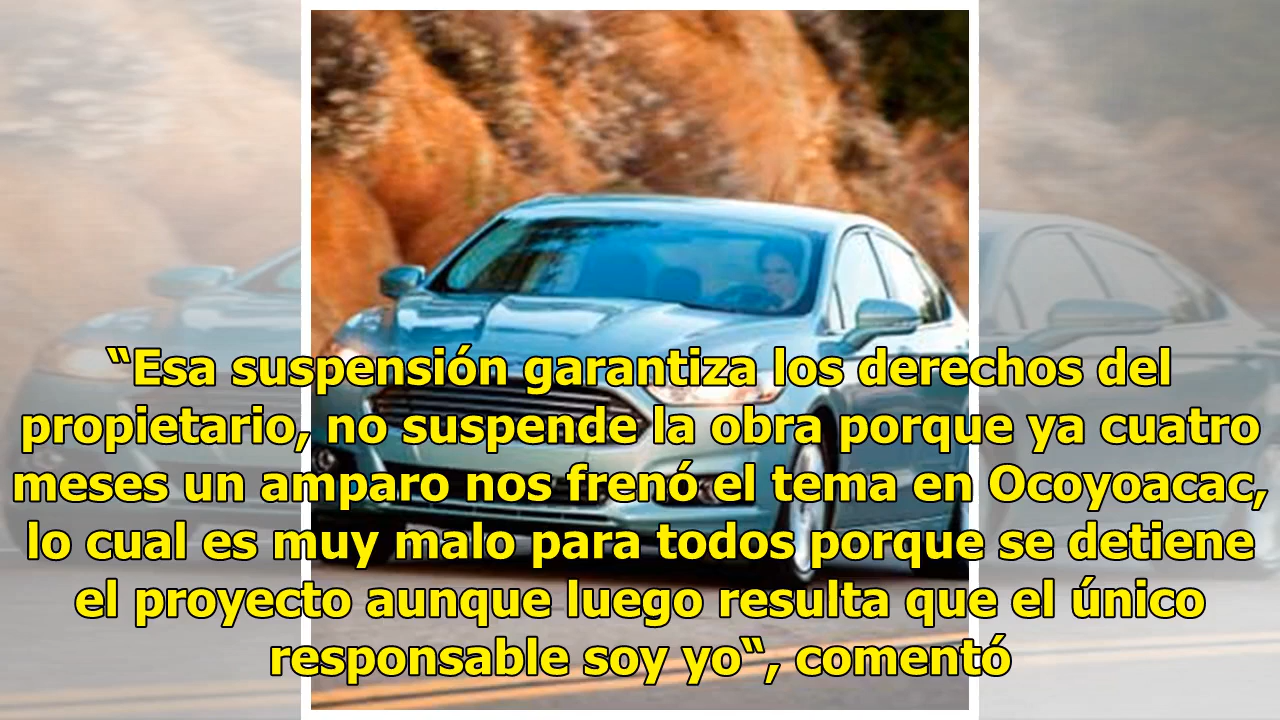 “Esa suspensión garantiza los derechos del
propietario, no suspende la obra porque ya cuatro
meses un amparo nos frenó el tema en Ocoyoacac,
lo cual es muy malo para todos porque se detiene
el proyecto aunque luego resulta que el único
responsable soy yo“, comentó